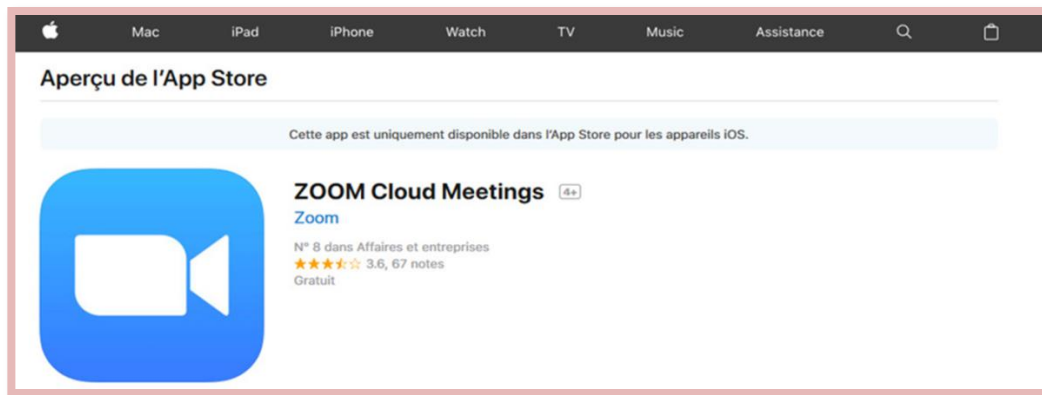 Mac iPad iPhone Watch TV Music Assistance
Aperçu de l'App Store
Cette app est uniquement disponible dans l'App Store pour les appareils iOS.
ZOOM Cloud Meetings 4+
Zoom
N° 8 dans Affaires et entreprises
3.6, 67 notes
Gratuit